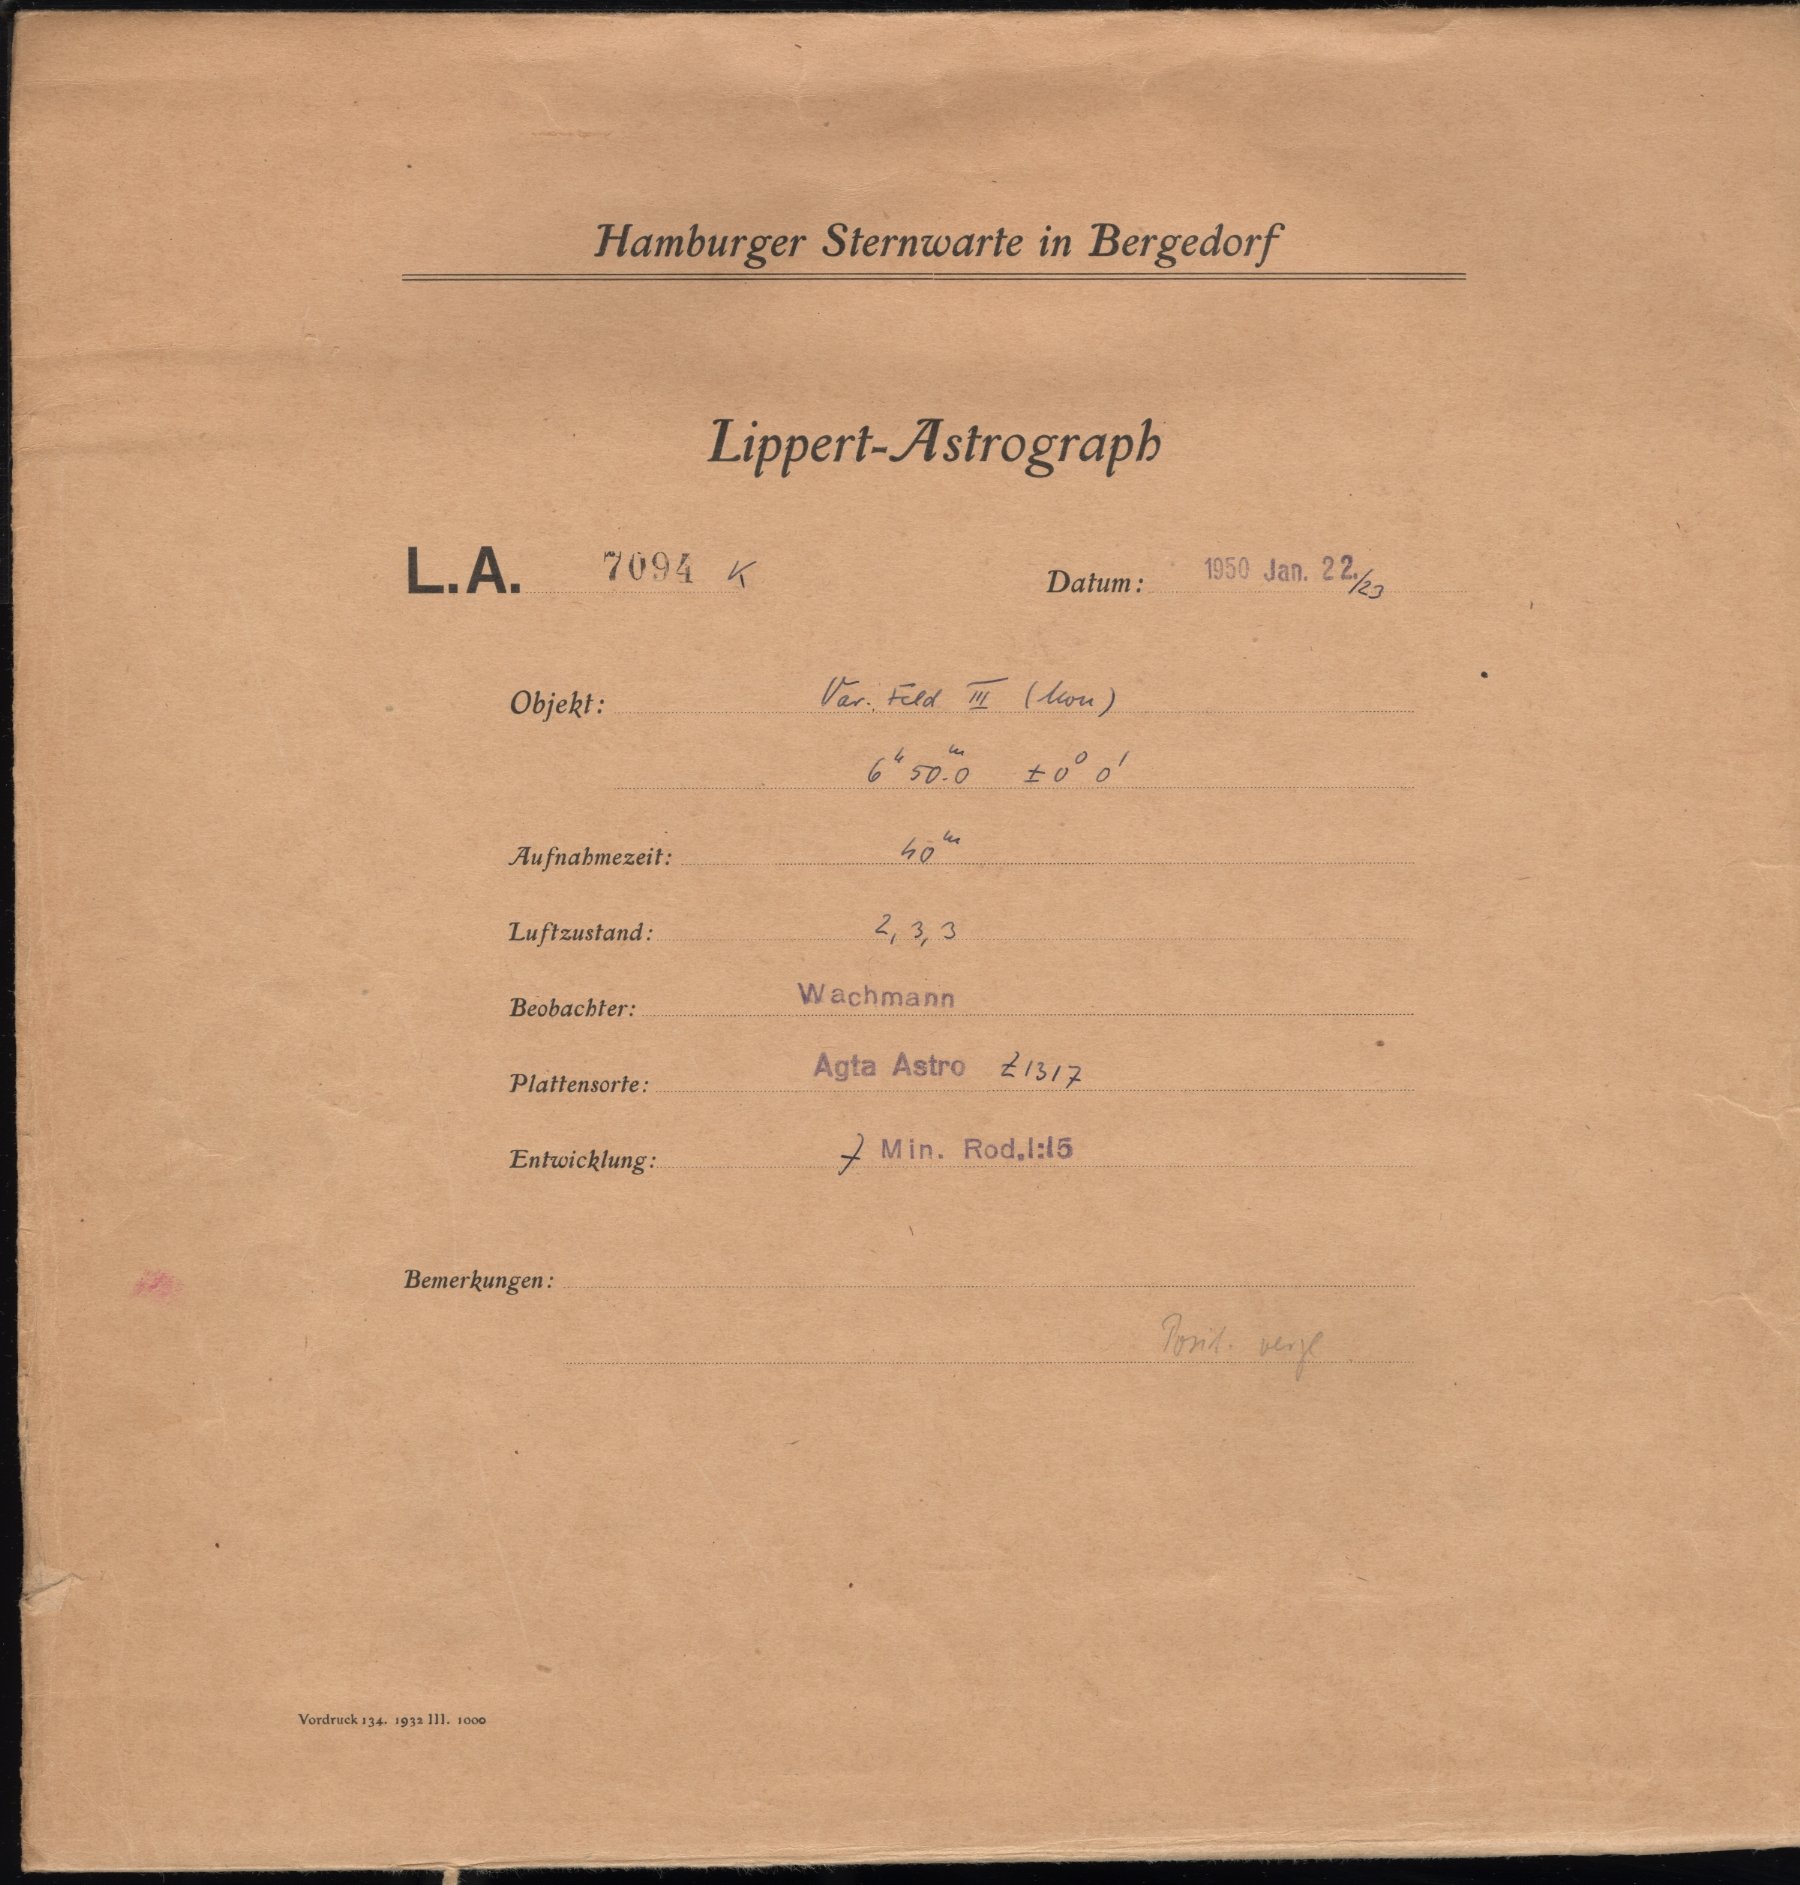 Hamburger Sternwarte in Bergedorf
Lippert-Astrograph
L.A. 7094 K Datum: 1950 Jan. 22./23
Objekt: Var. Feld III (Mon)
6ʰ 50.ᵐ0 ±0° 0'
Aufnahmezeit: 40ᵐ
Luftzustand: 2, 3, 3
Beobachter: Wachmann
Plattensorte: Agfa Astro Z1317
Entwicklung: 7 Min. Rod. 1:15
Bemerkungen:
Posit. vergl
Vordruck 134. 1932 III. 1000